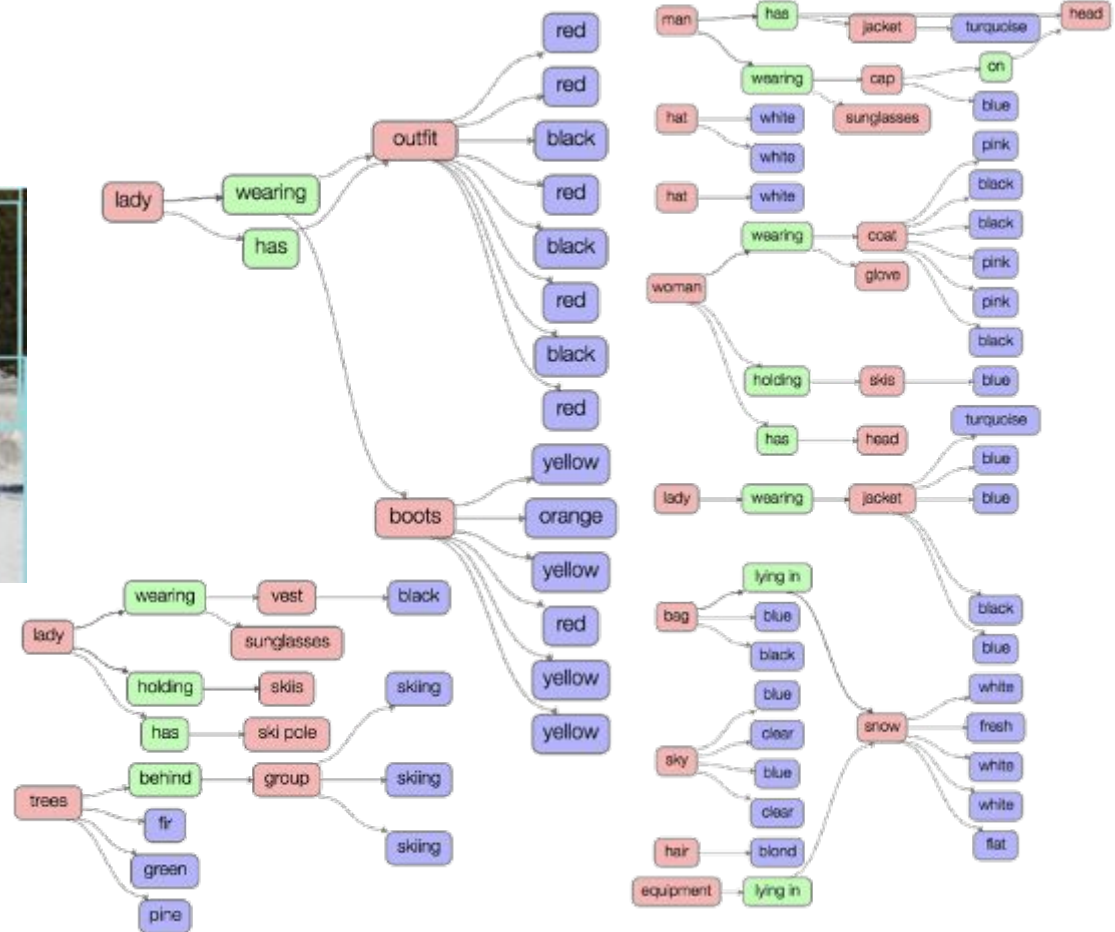 red
red
outfit
black
lady
wearing
red
has
black
red
black
red
yellow
boots
orange
yellow
red
yellow
yellow
wearing
vest
black
lady
sunglasses
holding
skiis
skiing
has
ski pole
behind
group
skiing
trees
fir
skiing
green
pine
man
has
head
jacket
turquoise
on
wearing
cap
blue
hat
white
sunglasses
white
pink
hat
white
black
wearing
coat
black
glove
pink
woman
pink
black
holding
skis
blue
has
head
turquoise
blue
lady
wearing
jacket
blue
lying in
black
bag
blue
black
blue
blue
white
clear
snow
fresh
sky
blue
white
clear
white
hair
blond
flat
equipment
lying in